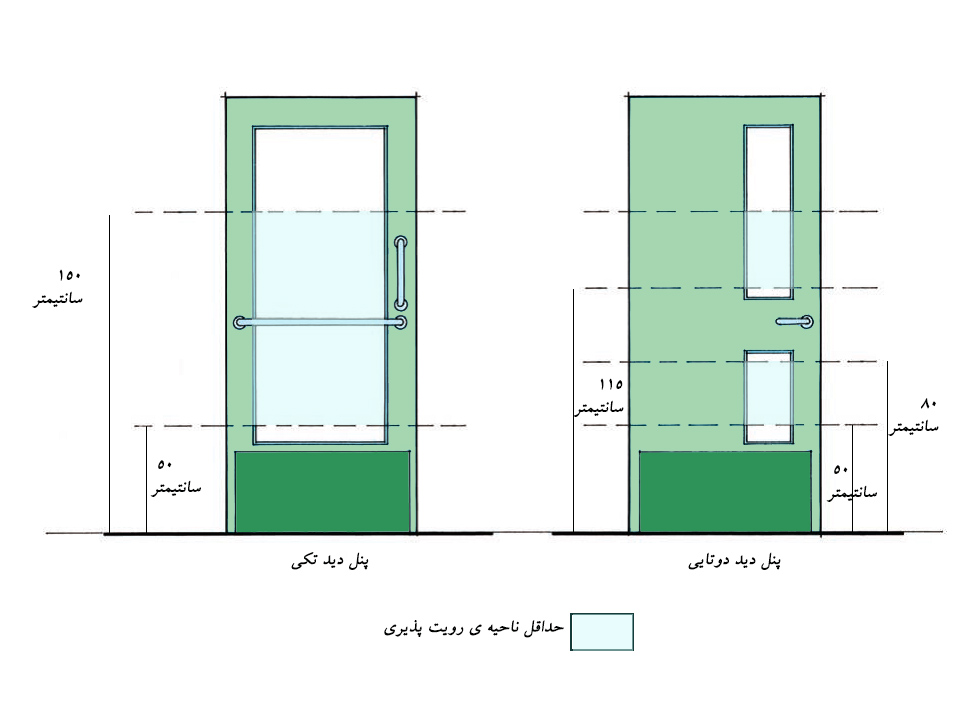 ۱۵۰
سانتیمتر
۵۰
سانتیمتر
۱۱۵
سانتیمتر
۸۰
سانتیمتر
۵۰
سانتیمتر
پنل دید تکی
پنل دید دوتایی
حداقل ناحیه ی رویت پذیری